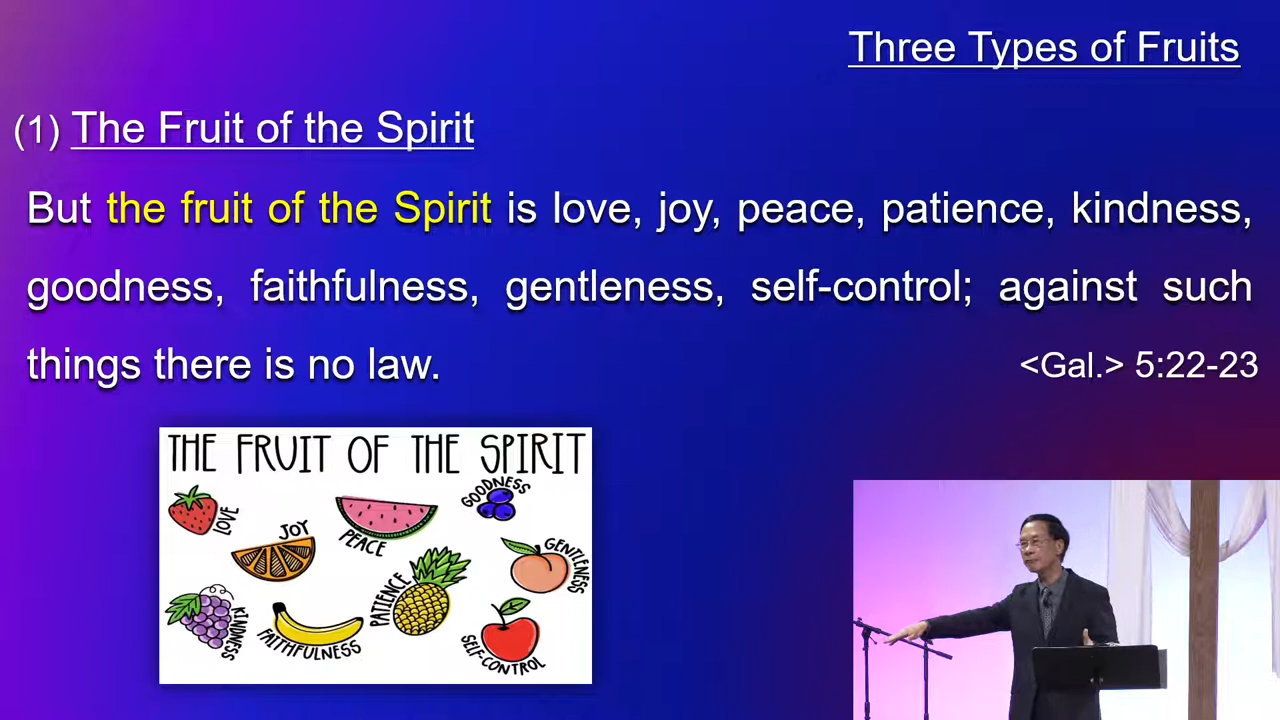 Three Types of Fruits
(1) The Fruit of the Spirit
But the fruit of the Spirit is love, joy, peace, patience, kindness,
goodness, faithfulness, gentleness, self-control; against such
things there is no law.
<Gal.> 5:22-23
THE FRUIT OF THE SPIRIT
LOVE
JOY
PEACE
GOODNESS
KINDNESS
FAITHFULNESS
PATIENCE
GENTLENESS
SELF-CONTROL